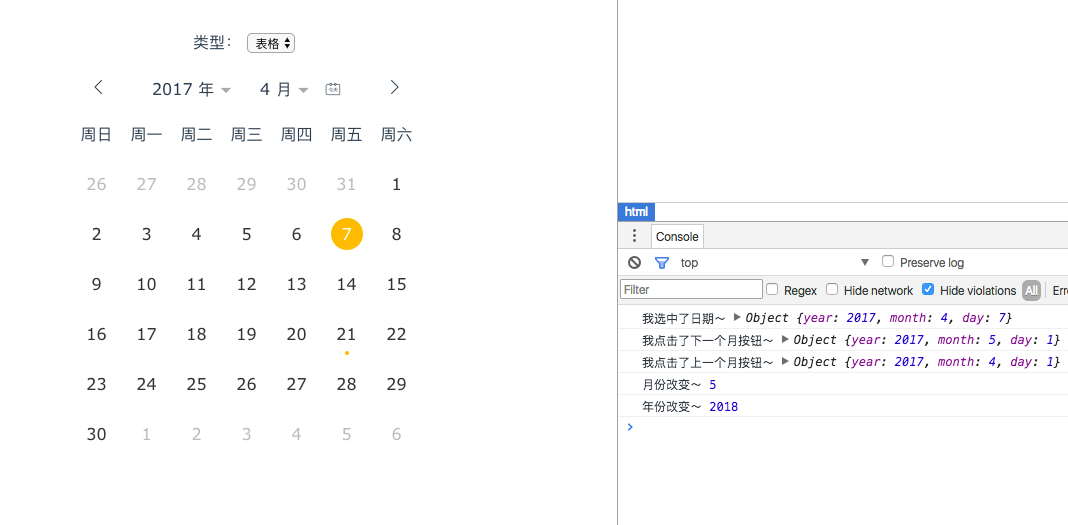 类型： 表格
2017 年 4 月
周日 周一 周二 周三 周四 周五 周六
26 27 28 29 30 31 1
2 3 4 5 6 7 8
9 10 11 12 13 14 15
16 17 18 19 20 21 22
23 24 25 26 27 28 29
30 1 2 3 4 5 6
html
Console
top Preserve log
Filter Regex Hide network Hide violations All Erro
我选中了日期～ Object {year: 2017, month: 4, day: 7}
我点击了下一个月按钮～ Object {year: 2017, month: 5, day: 1}
我点击了上一个月按钮～ Object {year: 2017, month: 4, day: 1}
月份改变～ 5
年份改变～ 2018